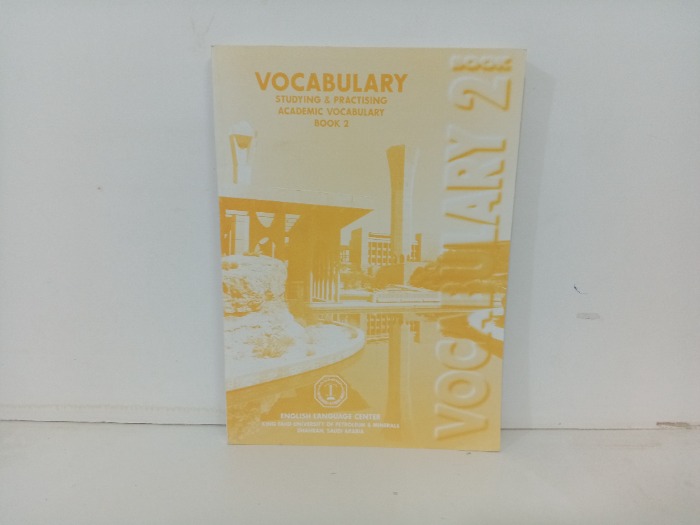 VOCABULARY
STUDYING & PRACTISING
ACADEMIC VOCABULARY
BOOK 2
VOCABULARY 2
BOOK
ENGLISH LANGUAGE CENTER
KING FAHD UNIVERSITY OF PETROLEUM & MINERALS
DHAHRAN, SAUDI ARABIA